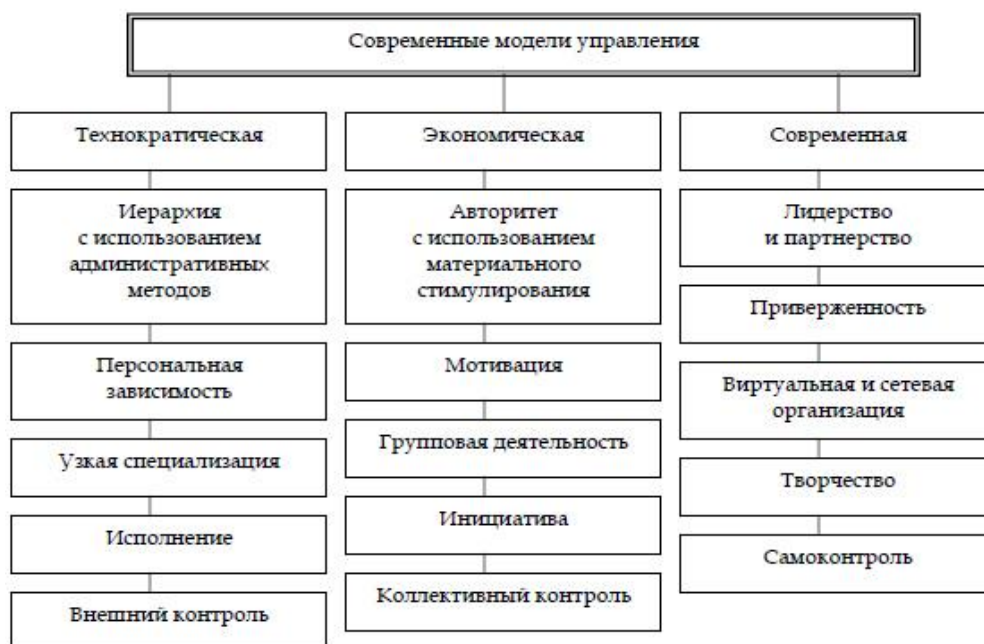 Современные модели управления
Технократическая
Иерархия
с использованием
административных
методов
Персональная
зависимость
Узкая специализация
Исполнение
Внешний контроль
Экономическая
Авторитет
с использованием
материального
стимулирования
Мотивация
Групповая деятельность
Инициатива
Коллективный контроль
Современная
Лидерство
и партнерство
Приверженность
Виртуальная и сетевая
организация
Творчество
Самоконтроль